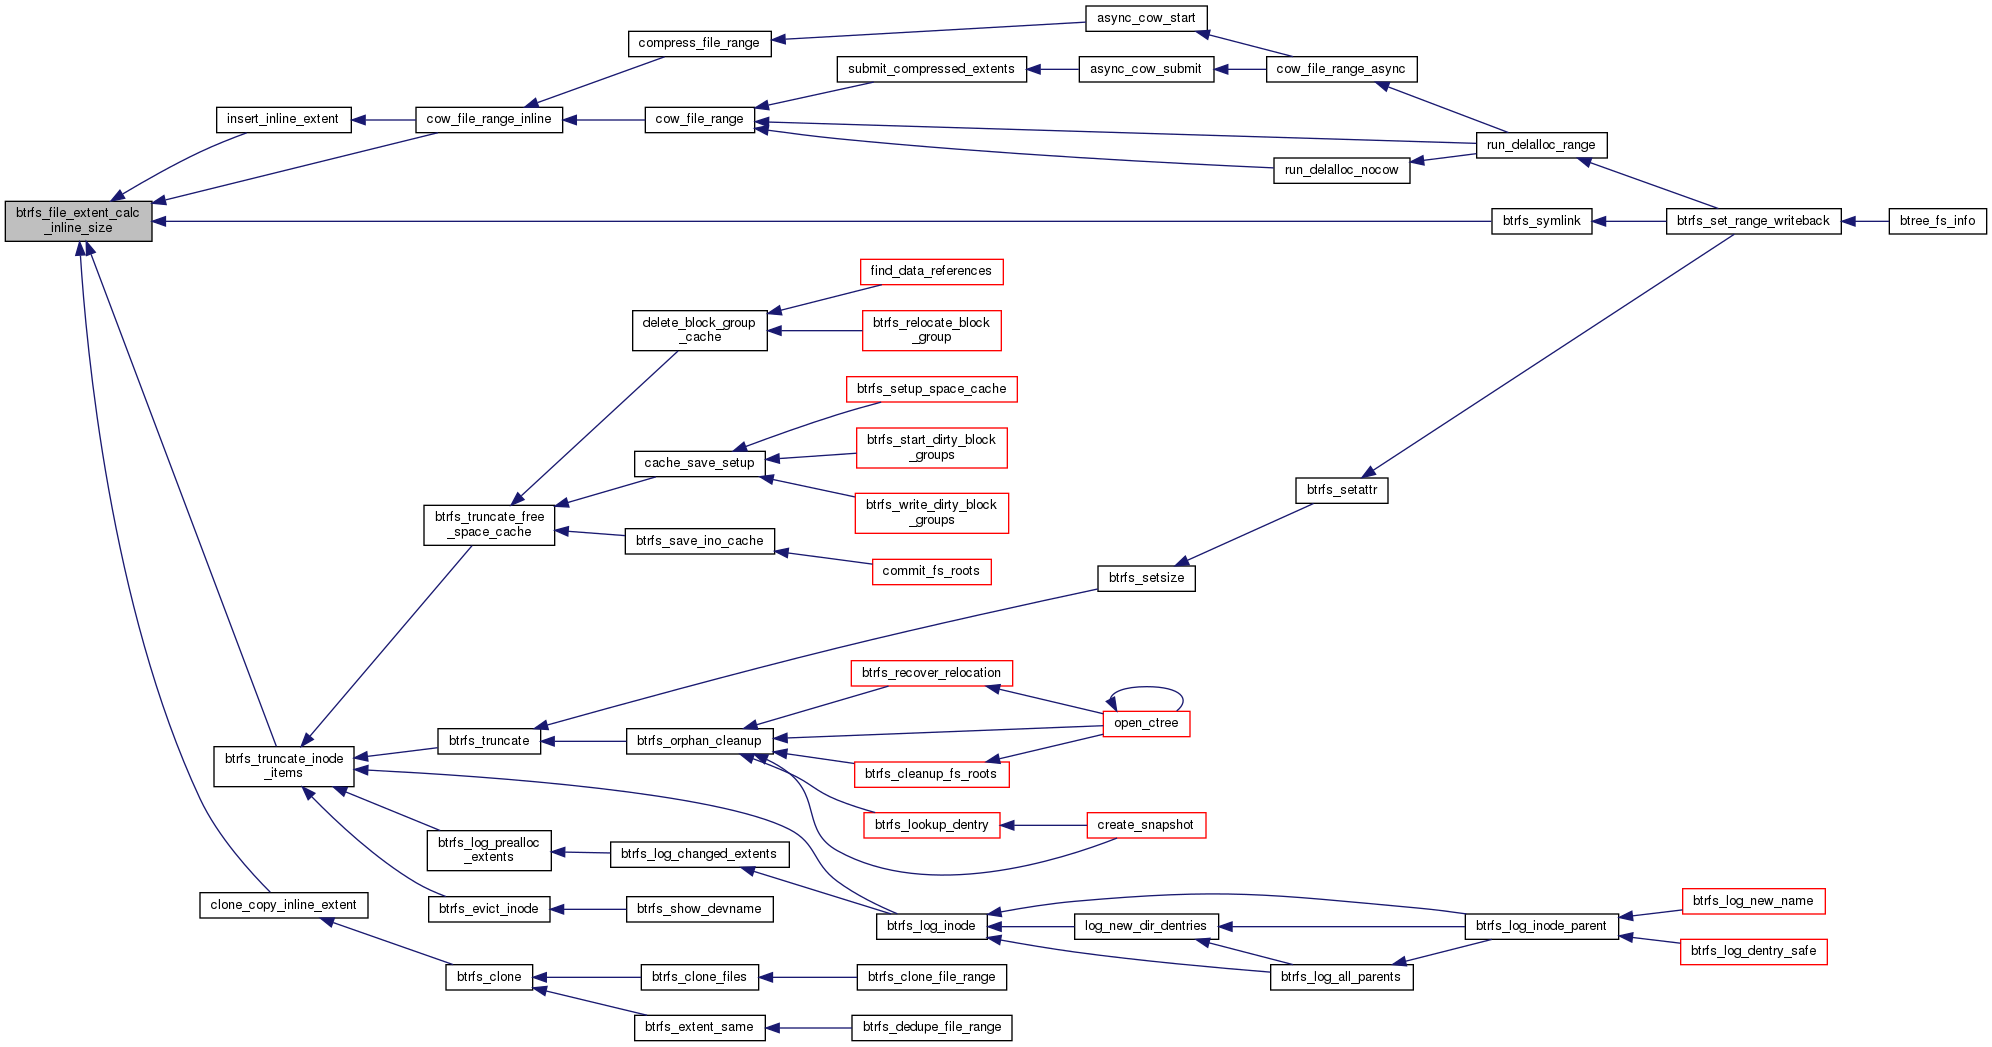 async_cow_start
compress_file_range
submit_compressed_extents
async_cow_submit
cow_file_range_async
insert_inline_extent
cow_file_range_inline
cow_file_range
run_delalloc_range
run_delalloc_nocow
btrfs_file_extent_calc
_inline_size
btrfs_symlink
btrfs_set_range_writeback
btree_fs_info
find_data_references
delete_block_group
_cache
btrfs_relocate_block
_group
btrfs_setup_space_cache
btrfs_start_dirty_block
_groups
cache_save_setup
btrfs_setattr
btrfs_write_dirty_block
_groups
btrfs_truncate_free
_space_cache
btrfs_save_ino_cache
commit_fs_roots
btrfs_setsize
btrfs_recover_relocation
open_ctree
btrfs_truncate
btrfs_orphan_cleanup
btrfs_truncate_inode
_items
btrfs_cleanup_fs_roots
btrfs_lookup_dentry
create_snapshot
btrfs_log_prealloc
_extents
btrfs_log_changed_extents
clone_copy_inline_extent
btrfs_evict_inode
btrfs_show_devname
btrfs_log_inode
log_new_dir_dentries
btrfs_log_inode_parent
btrfs_log_new_name
btrfs_log_dentry_safe
btrfs_clone
btrfs_clone_files
btrfs_clone_file_range
btrfs_log_all_parents
btrfs_extent_same
btrfs_dedupe_file_range